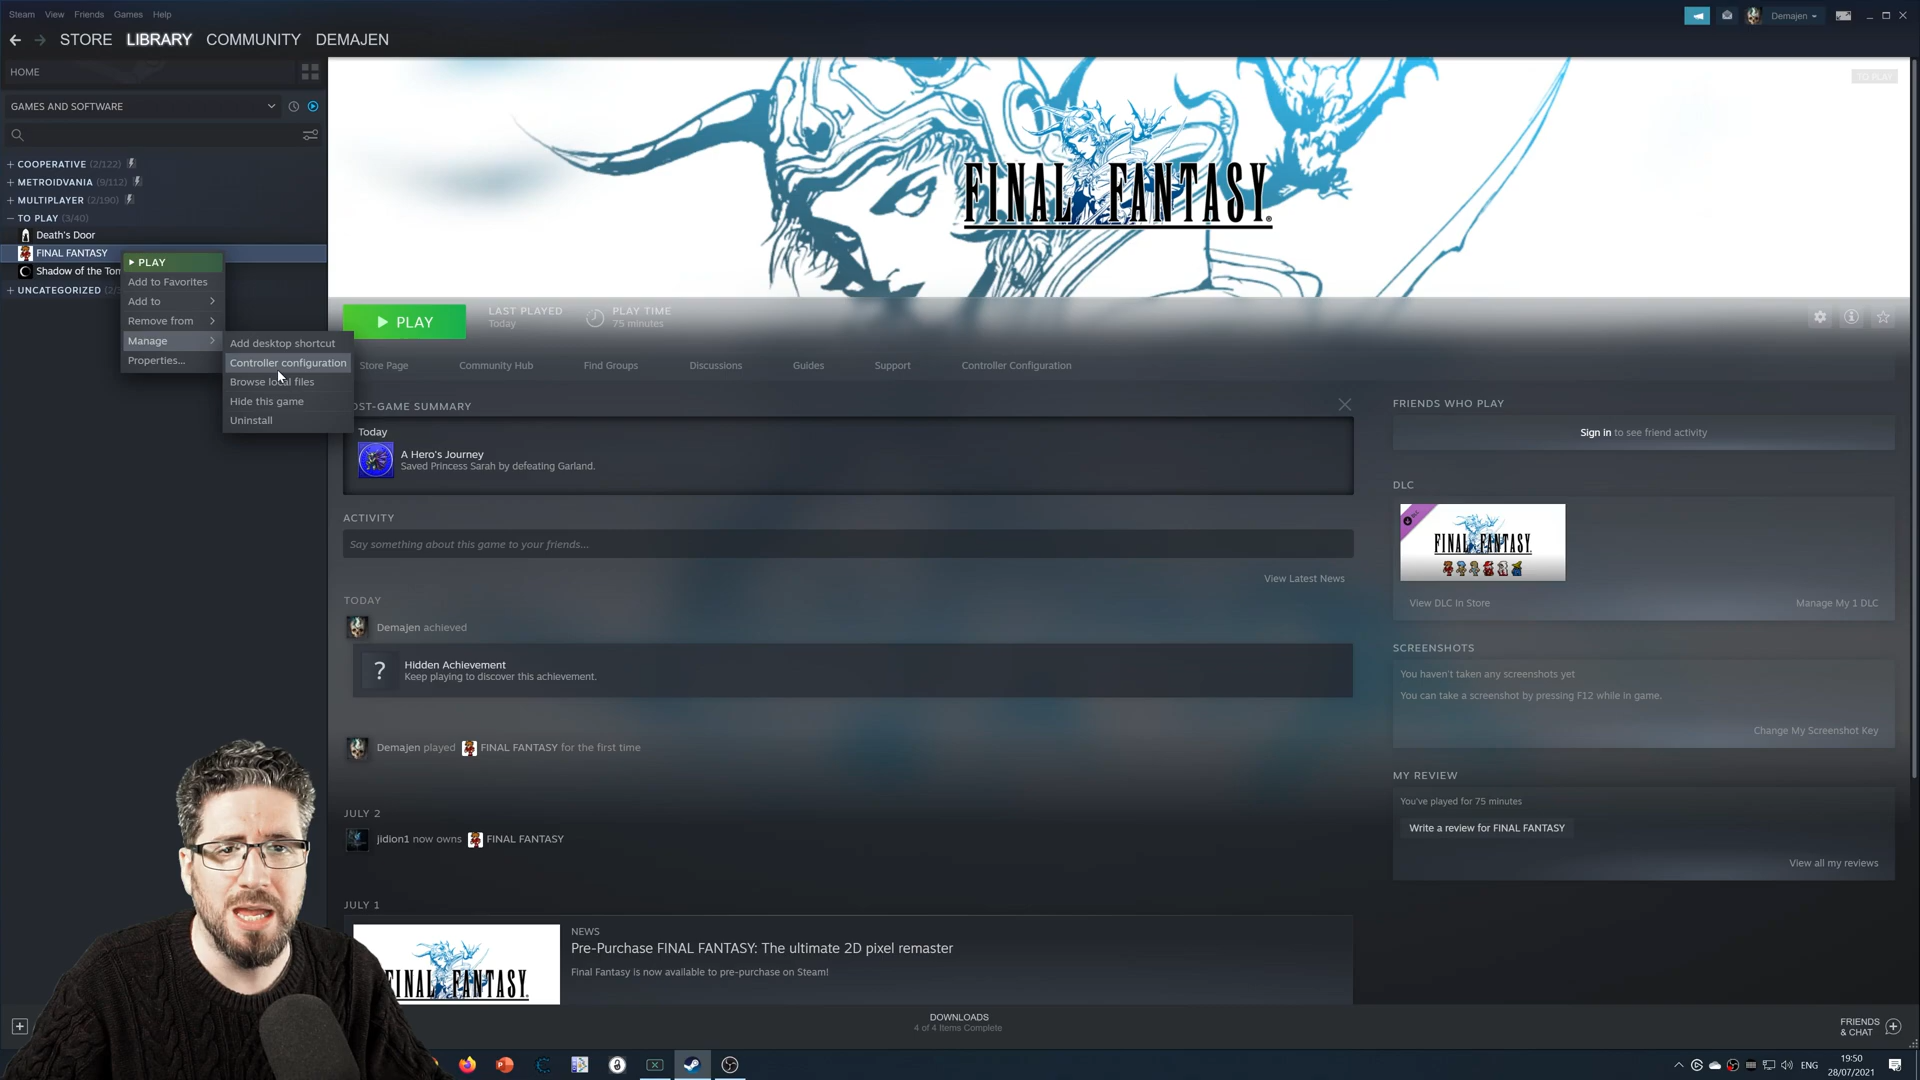 Steam View Friends Games Help
Demajen
STORE LIBRARY COMMUNITY DEMAJEN
HOME
GAMES AND SOFTWARE
+ COOPERATIVE (2/122)
+ METROIDVANIA (9/112)
+ MULTIPLAYER (2/190)
− TO PLAY (3/40)
Death's Door
FINAL FANTASY
Shadow of the Tom
+ UNCATEGORIZED
PLAY
Add to Favorites
Add to
Remove from
Manage
Properties...
Add desktop shortcut
Controller configuration
Browse local files
Hide this game
Uninstall
TO PLAY
FINAL FANTASY
PLAY
LAST PLAYED
Today
PLAY TIME
75 minutes
Store Page Community Hub Find Groups Discussions Guides Support Controller Configuration
OST-GAME SUMMARY
Today
A Hero's Journey
Saved Princess Sarah by defeating Garland.
ACTIVITY
Say something about this game to your friends...
View Latest News
TODAY
Demajen achieved
?
Hidden Achievement
Keep playing to discover this achievement.
Demajen played FINAL FANTASY for the first time
JULY 2
jidion1 now owns FINAL FANTASY
JULY 1
FINAL FANTASY.
NEWS
Pre-Purchase FINAL FANTASY: The ultimate 2D pixel remaster
Final Fantasy is now available to pre-purchase on Steam!
FRIENDS WHO PLAY
Sign in to see friend activity
DLC
DLC
FINAL FANTASY.
View DLC In Store
Manage My 1 DLC
SCREENSHOTS
You haven't taken any screenshots yet
You can take a screenshot by pressing F12 while in game.
Change My Screenshot Key
MY REVIEW
You've played for 75 minutes
Write a review for FINAL FANTASY
View all my reviews
DOWNLOADS
4 of 4 Items Complete
FRIENDS
& CHAT
ENG
19:50
28/07/2021